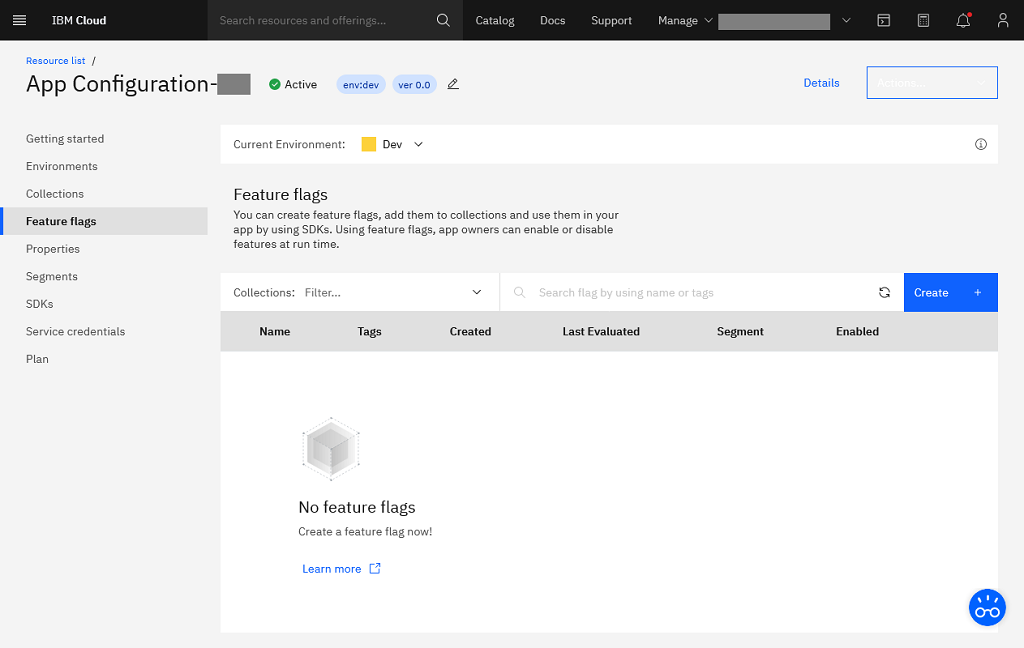 IBM Cloud
Search resources and offerings...
Catalog
Docs
Support
Manage
Resource list /
App Configuration-
Active
env:dev
ver 0.0
Details
Actions...
Getting started
Environments
Collections
Feature flags
Properties
Segments
SDKs
Service credentials
Plan
Current Environment:
Dev
Feature flags
You can create feature flags, add them to collections and use them in your
app by using SDKs. Using feature flags, app owners can enable or disable
features at run time.
Collections:
Filter...
Search flag by using name or tags
Create +
Name
Tags
Created
Last Evaluated
Segment
Enabled
No feature flags
Create a feature flag now!
Learn more